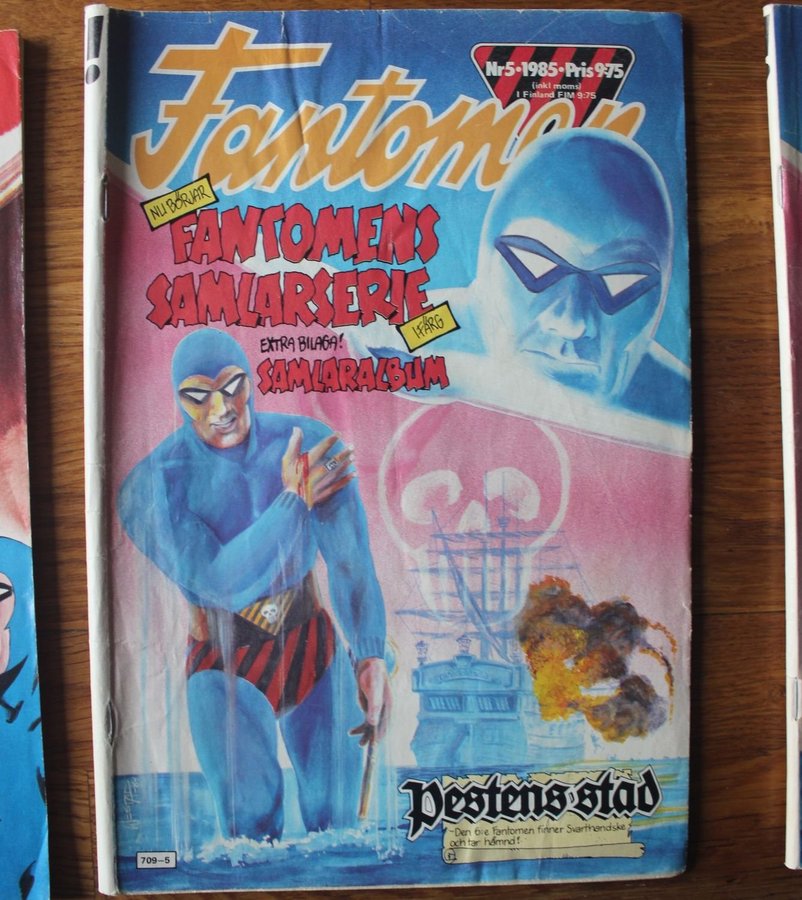 Fantomen
Nr 5•1985•Pris 9:75
(inkl moms)
I Finland FIM 9:75
NU BÖRJAR
FANTOMENS
SAMLARSERIE
I FÄRG
EXTRA BILAGA!
SAMLARALBUM
Pestens stad
-Den 6:e Fantomen finner Svarthandske
och tar hämnd!
709-5